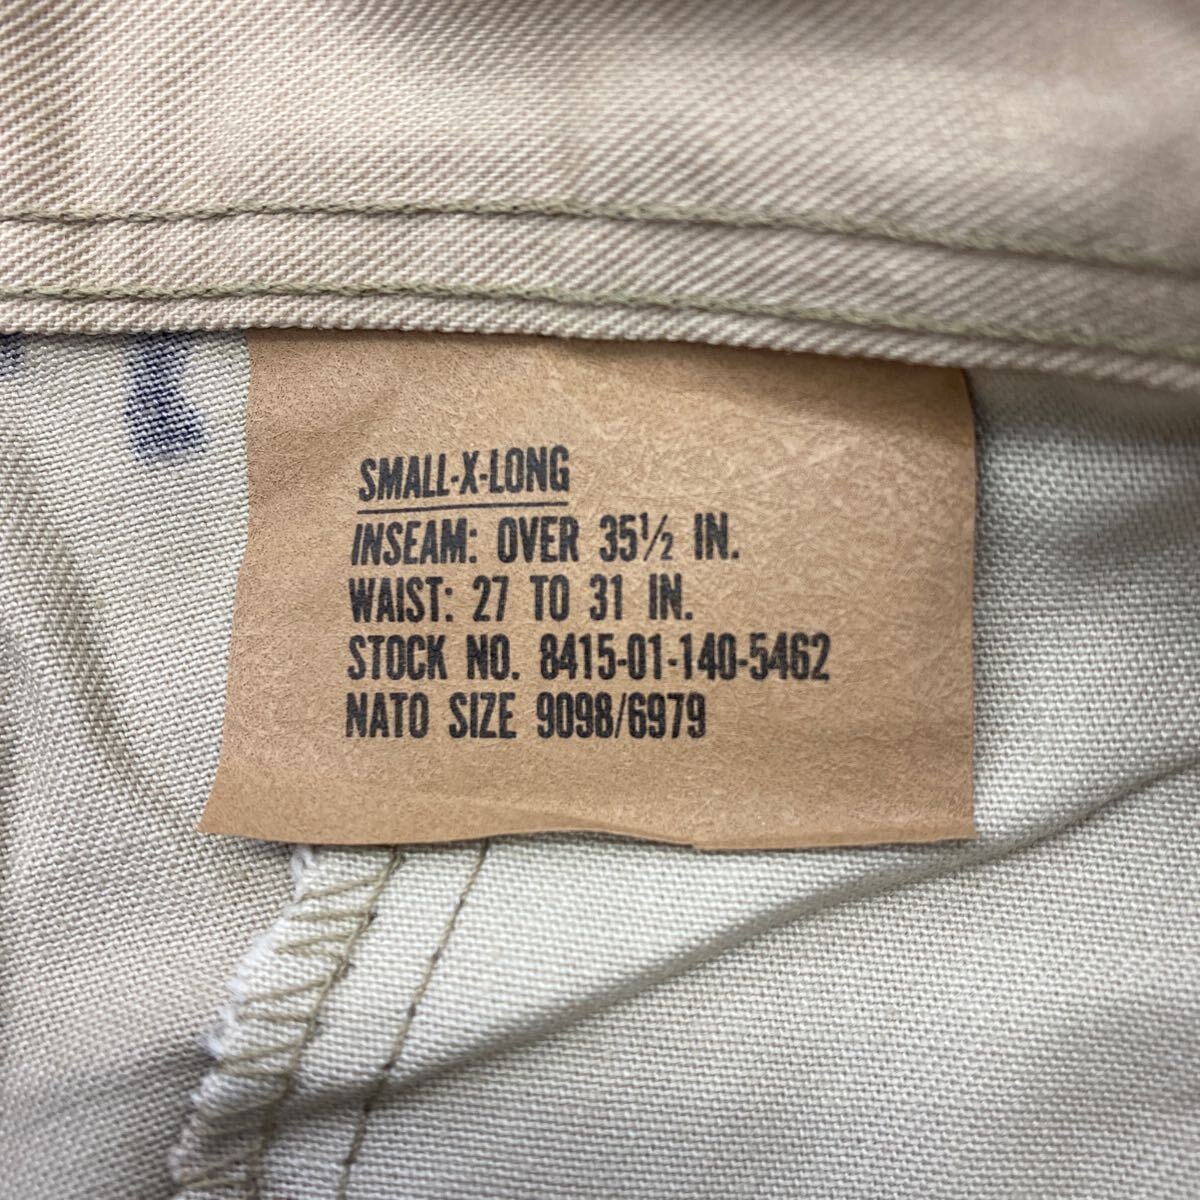 SMALL-X-LONG
INSEAM: OVER 35½ IN.
WAIST: 27 TO 31 IN.
STOCK NO. 8415-01-140-5462
NATO SIZE 9098/6979